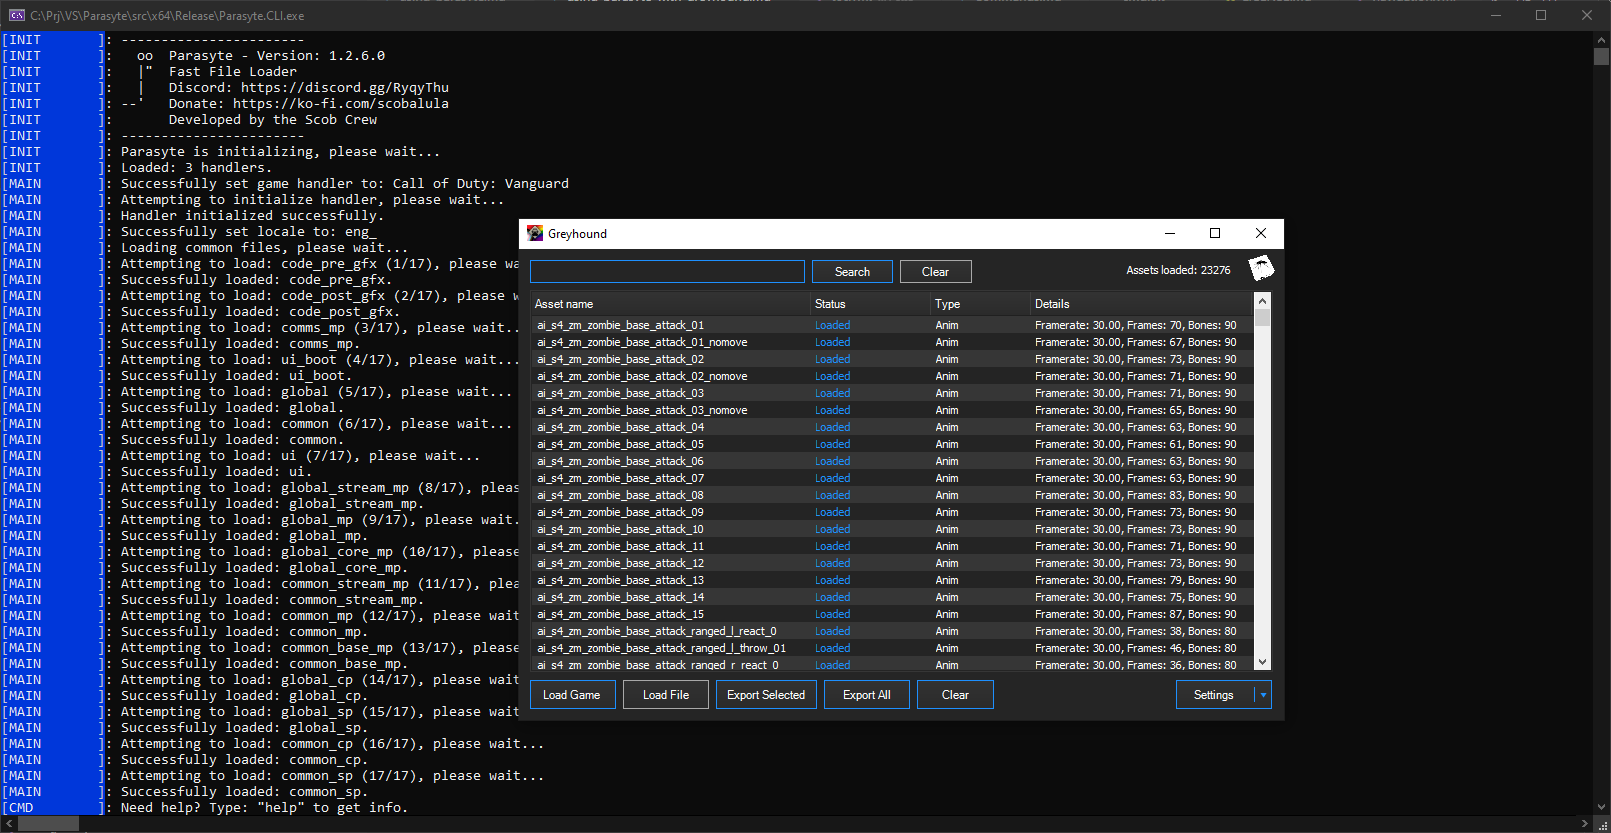 C:\Prj\VS\Parasyte\src\x64\Release\Parasyte.CLI.exe
[INIT ]: -----------------------
[INIT ]: oo Parasyte - Version: 1.2.6.0
[INIT ]: |" Fast File Loader
[INIT ]: | Discord: https://discord.gg/RyqyThu
[INIT ]: --' Donate: https://ko-fi.com/scobalula
[INIT ]: Developed by the Scob Crew
[INIT ]: -----------------------
[INIT ]: Parasyte is initializing, please wait...
[INIT ]: Loaded: 3 handlers.
[MAIN ]: Successfully set game handler to: Call of Duty: Vanguard
[MAIN ]: Attempting to initialize handler, please wait...
[MAIN ]: Handler initialized successfully.
[MAIN ]: Successfully set locale to: eng_
[MAIN ]: Loading common files, please wait...
[MAIN ]: Attempting to load: code_pre_gfx (1/17), please wa
[MAIN ]: Successfully loaded: code_pre_gfx.
[MAIN ]: Attempting to load: code_post_gfx (2/17), please w
[MAIN ]: Successfully loaded: code_post_gfx.
[MAIN ]: Attempting to load: comms_mp (3/17), please wait..
[MAIN ]: Successfully loaded: comms_mp.
[MAIN ]: Attempting to load: ui_boot (4/17), please wait...
[MAIN ]: Successfully loaded: ui_boot.
[MAIN ]: Attempting to load: global (5/17), please wait...
[MAIN ]: Successfully loaded: global.
[MAIN ]: Attempting to load: common (6/17), please wait...
[MAIN ]: Successfully loaded: common.
[MAIN ]: Attempting to load: ui (7/17), please wait...
[MAIN ]: Successfully loaded: ui.
[MAIN ]: Attempting to load: global_stream_mp (8/17), pleas
[MAIN ]: Successfully loaded: global_stream_mp.
[MAIN ]: Attempting to load: global_mp (9/17), please wait.
[MAIN ]: Successfully loaded: global_mp.
[MAIN ]: Attempting to load: global_core_mp (10/17), please
[MAIN ]: Successfully loaded: global_core_mp.
[MAIN ]: Attempting to load: common_stream_mp (11/17), plea
[MAIN ]: Successfully loaded: common_stream_mp.
[MAIN ]: Attempting to load: common_mp (12/17), please wait
[MAIN ]: Successfully loaded: common_mp.
[MAIN ]: Attempting to load: common_base_mp (13/17), please
[MAIN ]: Successfully loaded: common_base_mp.
[MAIN ]: Attempting to load: global_cp (14/17), please wait
[MAIN ]: Successfully loaded: global_cp.
[MAIN ]: Attempting to load: global_sp (15/17), please wait
[MAIN ]: Successfully loaded: global_sp.
[MAIN ]: Attempting to load: common_cp (16/17), please wait...
[MAIN ]: Successfully loaded: common_cp.
[MAIN ]: Attempting to load: common_sp (17/17), please wait...
[MAIN ]: Successfully loaded: common_sp.
[CMD ]: Need help? Type: "help" to get info.
Greyhound
Search Clear Assets loaded: 23276
Asset name Status Type Details
ai_s4_zm_zombie_base_attack_01 Loaded Anim Framerate: 30.00, Frames: 70, Bones: 90
ai_s4_zm_zombie_base_attack_01_nomove Loaded Anim Framerate: 30.00, Frames: 67, Bones: 90
ai_s4_zm_zombie_base_attack_02 Loaded Anim Framerate: 30.00, Frames: 73, Bones: 90
ai_s4_zm_zombie_base_attack_02_nomove Loaded Anim Framerate: 30.00, Frames: 71, Bones: 90
ai_s4_zm_zombie_base_attack_03 Loaded Anim Framerate: 30.00, Frames: 71, Bones: 90
ai_s4_zm_zombie_base_attack_03_nomove Loaded Anim Framerate: 30.00, Frames: 65, Bones: 90
ai_s4_zm_zombie_base_attack_04 Loaded Anim Framerate: 30.00, Frames: 63, Bones: 90
ai_s4_zm_zombie_base_attack_05 Loaded Anim Framerate: 30.00, Frames: 61, Bones: 90
ai_s4_zm_zombie_base_attack_06 Loaded Anim Framerate: 30.00, Frames: 63, Bones: 90
ai_s4_zm_zombie_base_attack_07 Loaded Anim Framerate: 30.00, Frames: 63, Bones: 90
ai_s4_zm_zombie_base_attack_08 Loaded Anim Framerate: 30.00, Frames: 83, Bones: 90
ai_s4_zm_zombie_base_attack_09 Loaded Anim Framerate: 30.00, Frames: 73, Bones: 90
ai_s4_zm_zombie_base_attack_10 Loaded Anim Framerate: 30.00, Frames: 73, Bones: 90
ai_s4_zm_zombie_base_attack_11 Loaded Anim Framerate: 30.00, Frames: 71, Bones: 90
ai_s4_zm_zombie_base_attack_12 Loaded Anim Framerate: 30.00, Frames: 73, Bones: 90
ai_s4_zm_zombie_base_attack_13 Loaded Anim Framerate: 30.00, Frames: 79, Bones: 90
ai_s4_zm_zombie_base_attack_14 Loaded Anim Framerate: 30.00, Frames: 75, Bones: 90
ai_s4_zm_zombie_base_attack_15 Loaded Anim Framerate: 30.00, Frames: 87, Bones: 90
ai_s4_zm_zombie_base_attack_ranged_l_react_0 Loaded Anim Framerate: 30.00, Frames: 38, Bones: 80
ai_s4_zm_zombie_base_attack_ranged_l_throw_01 Loaded Anim Framerate: 30.00, Frames: 46, Bones: 80
ai_s4_zm_zombie_base_attack_ranged_r_react_0 Loaded Anim Framerate: 30.00, Frames: 36, Bones: 80
Load Game Load File Export Selected Export All Clear Settings